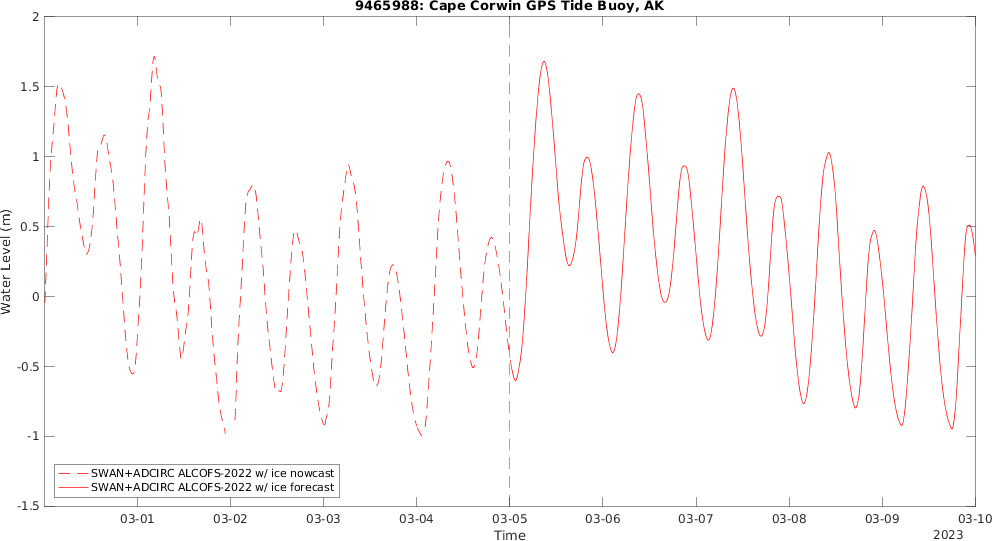 9465988: Cape Corwin GPS Tide Buoy, AK
2
1.5
1
0.5
0
-0.5
-1
-1.5
Water Level (m)
SWAN+ADCIRC ALCOFS-2022 w/ ice nowcast
SWAN+ADCIRC ALCOFS-2022 w/ ice forecast
03-01 03-02 03-03 03-04 03-05 03-06 03-07 03-08 03-09 03-10
Time
2023